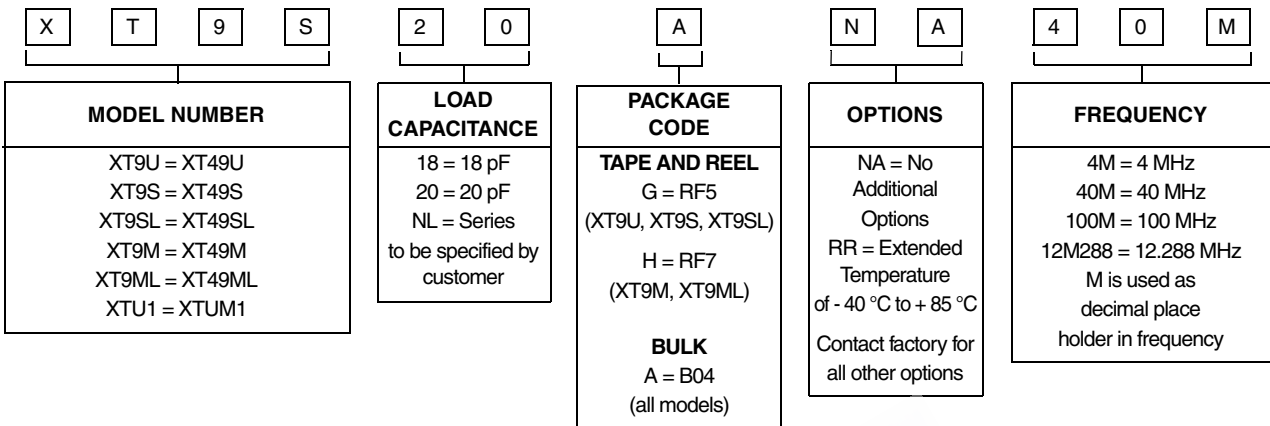 X T 9 S 2 0 A N A 4 0 M
MODEL NUMBER
XT9U = XT49U
XT9S = XT49S
XT9SL = XT49SL
XT9M = XT49M
XT9ML = XT49ML
XTU1 = XTUM1
LOAD
CAPACITANCE
18 = 18 pF
20 = 20 pF
NL = Series
to be specified by
customer
PACKAGE
CODE
TAPE AND REEL
G = RF5
(XT9U, XT9S, XT9SL)
H = RF7
(XT9M, XT9ML)
BULK
A = B04
(all models)
OPTIONS
NA = No
Additional
Options
RR = Extended
Temperature
of - 40 °C to + 85 °C
Contact factory for
all other options
FREQUENCY
4M = 4 MHz
40M = 40 MHz
100M = 100 MHz
12M288 = 12.288 MHz
M is used as
decimal place
holder in frequency